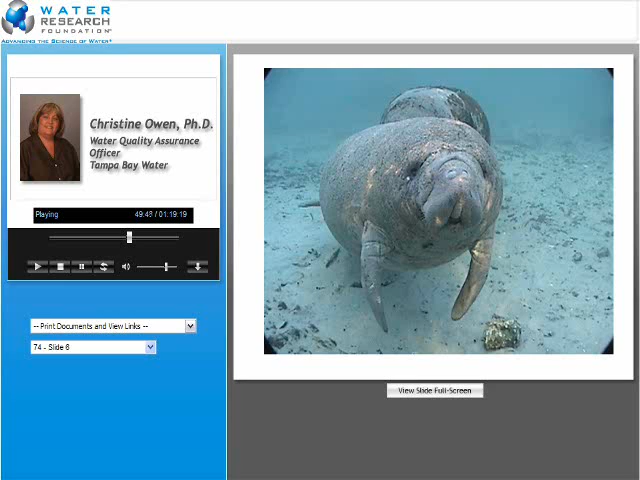 WATER
RESEARCH
FOUNDATION®
ADVANCING THE SCIENCE OF WATER®
Christine Owen, Ph.D.
Water Quality Assurance
Officer
Tampa Bay Water
Playing
49:43 / 01:19:19
-- Print Documents and View Links --
74 - Slide 6
View Slide Full-Screen